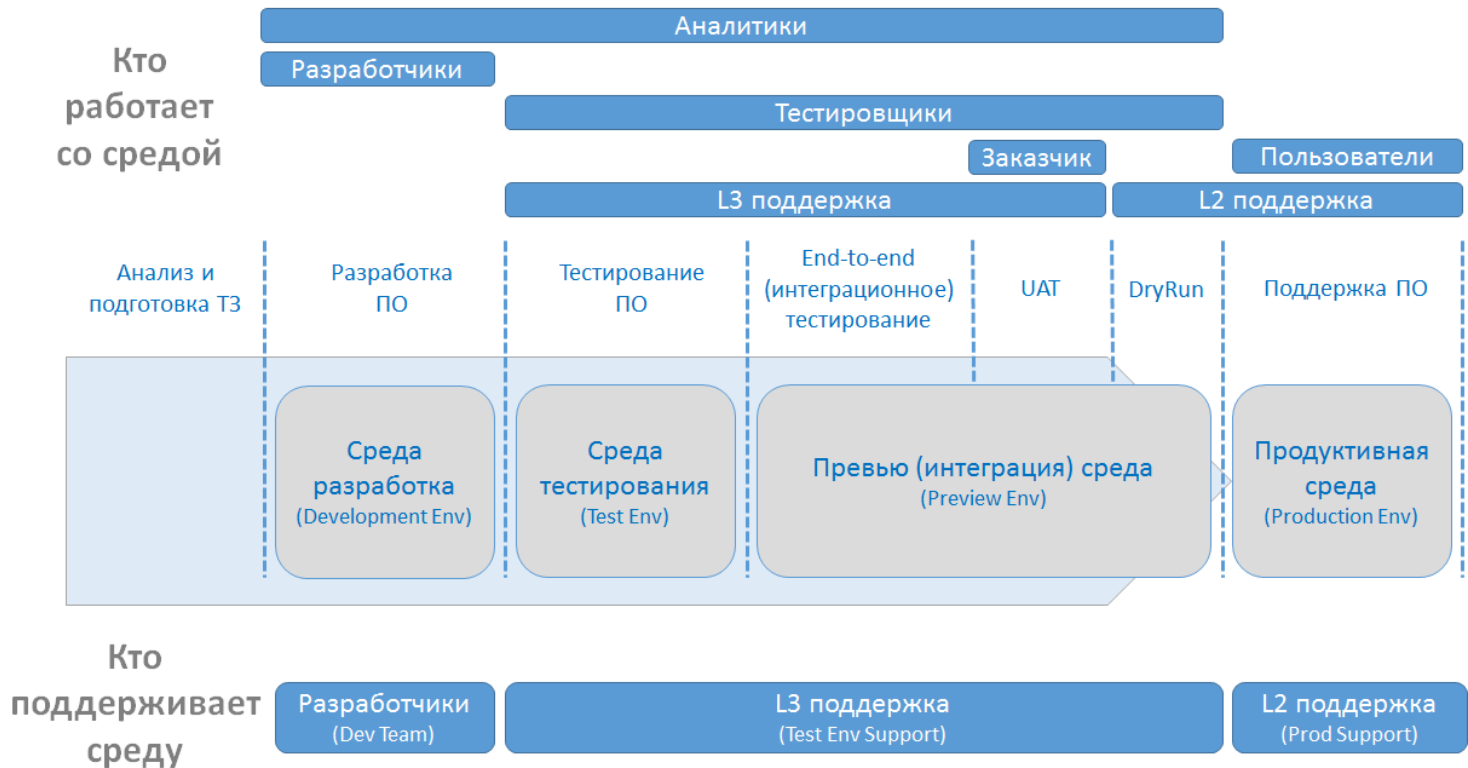 Аналитики
Кто
работает
со средой
Разработчики
Тестировщики
Заказчик
Пользователи
L3 поддержка
L2 поддержка
Анализ и
подготовка ТЗ
Разработка
ПО
Тестирование
ПО
End-to-end
(интеграционное)
тестирование
UAT
DryRun
Поддержка ПО
Среда
разработка
(Development Env)
Среда
тестирования
(Test Env)
Превью (интеграция) среда
(Preview Env)
Продуктивная
среда
(Production Env)
Кто
поддерживает
среду
Разработчики
(Dev Team)
L3 поддержка
(Test Env Support)
L2 поддержка
(Prod Support)